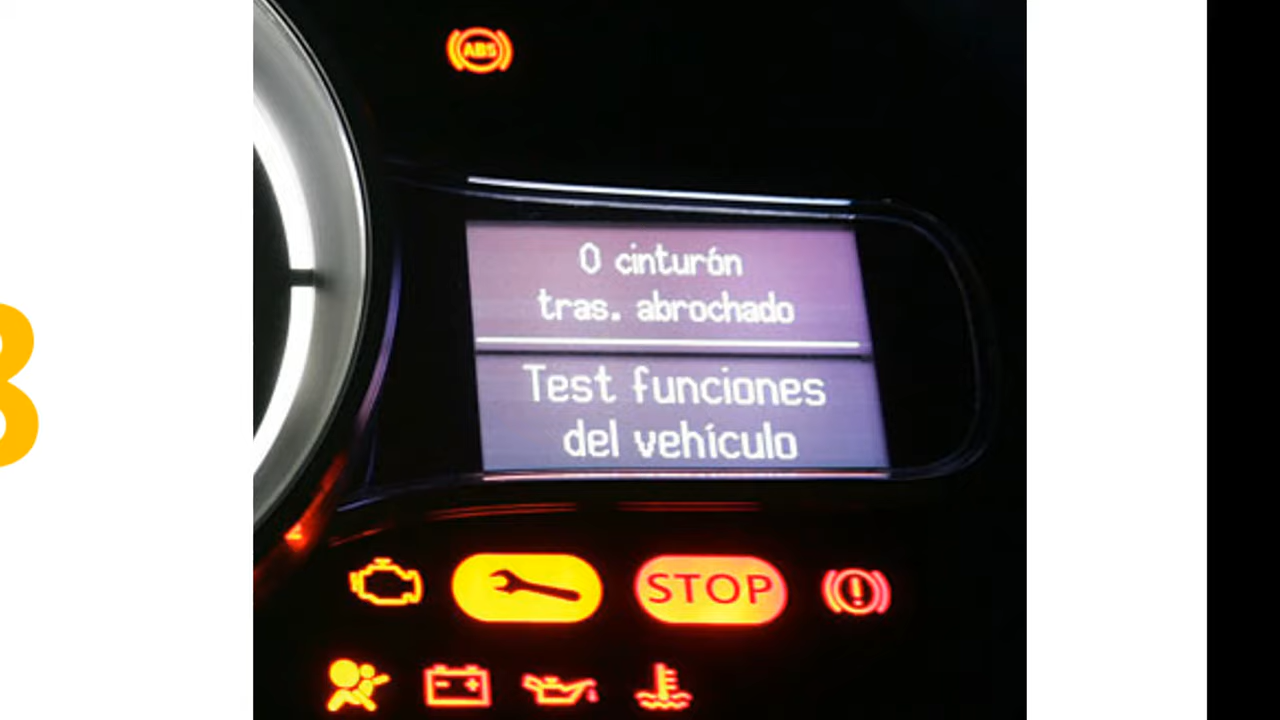 ABS
0 cinturón
tras. abrochado
Test funciones
del vehículo
STOP